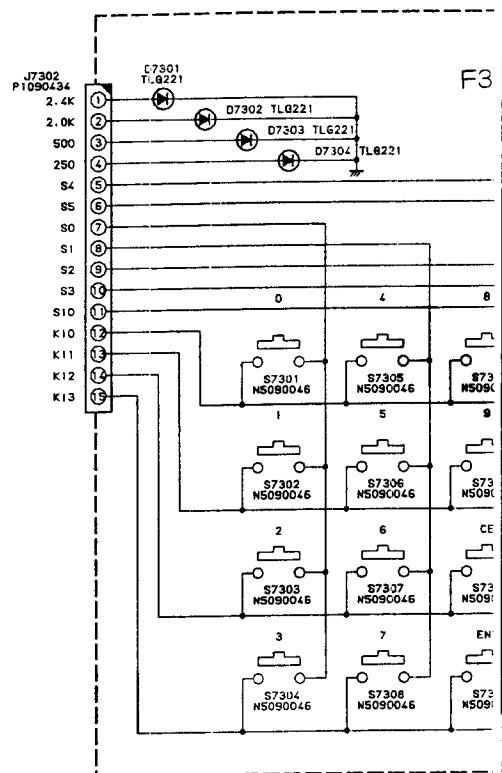 F3
J7302
P1090434
D7301
TLG221
D7302 TLG221
D7303 TLG221
D7304 TLG221
2.4K 1
2.0K 2
500 3
250 4
S4 5
S5 6
S0 7
S1 8
S2 9
S3 10
S10 11
K10 12
K11 13
K12 14
K13 15
0 4 8
S7301 S7305
N5090046 N5090046
1 5 9
S7302 S7306
N5090046 N5090046
2 6
S7303 S7307
N5090046 N5090046
3 7
S7304 S7308
N5090046 N5090046